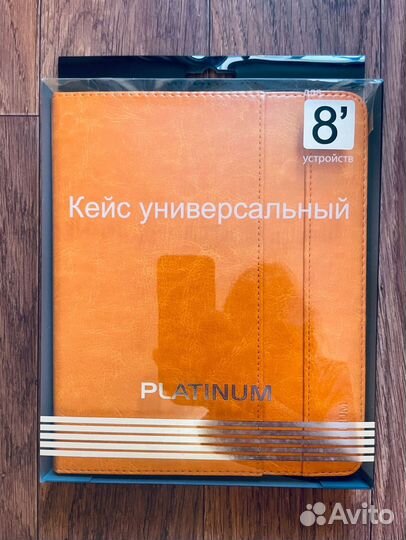 для
8'
устройств
Кейс универсальный
PLATINUM
Avito